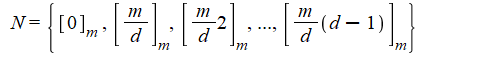 N = { [0]_m , [m/d]_m , [m/d 2]_m , ..., [m/d (d − 1)]_m }